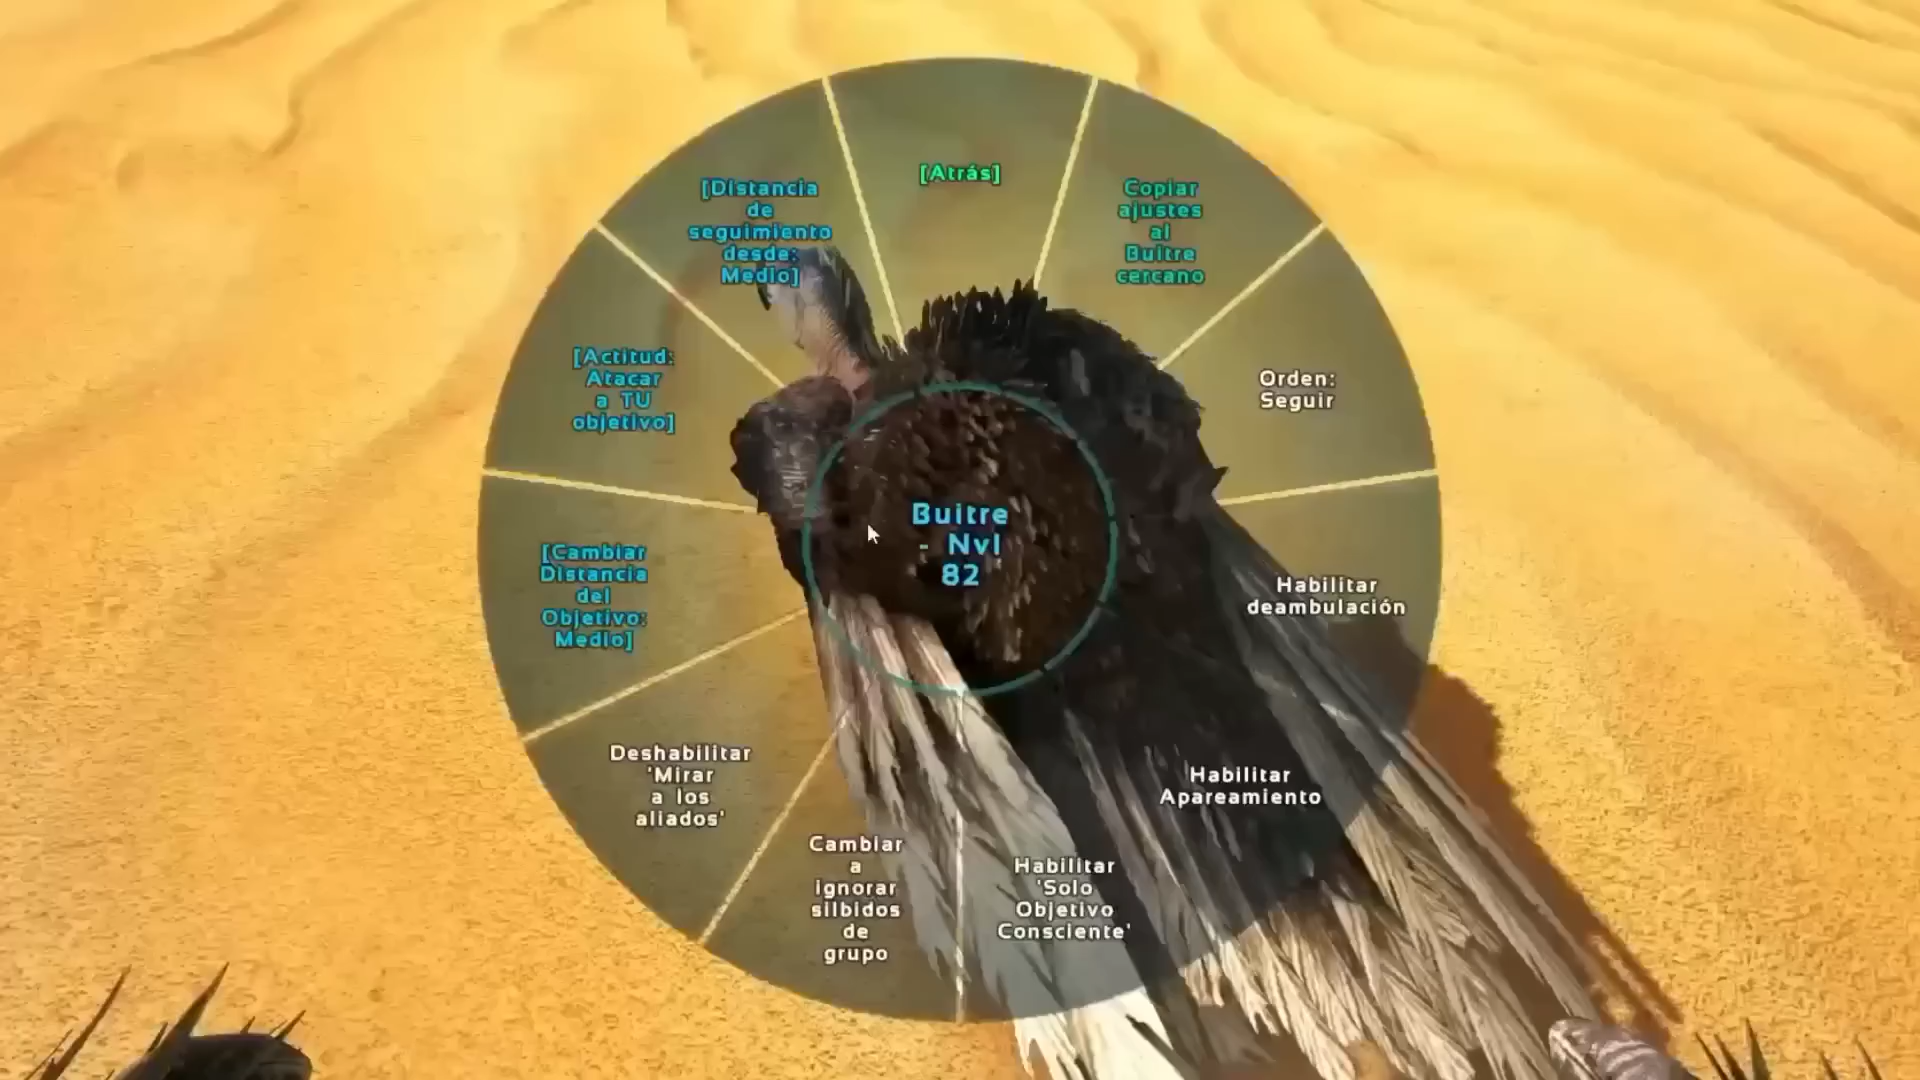 [Atrás]
Copiar
ajustes
al
Buitre
cercano
Orden:
Seguir
Habilitar
deambulación
Habilitar
Apareamiento
Habilitar
'Solo
Objetivo
Consciente'
Cambiar
a
ignorar
silbidos
de
grupo
Deshabilitar
'Mirar
a los
aliados'
[Cambiar
Distancia
del
Objetivo:
Medio]
[Actitud:
Atacar
a TU
objetivo]
[Distancia
de
seguimiento
desde:
Medio]
Buitre
- Nvl
82